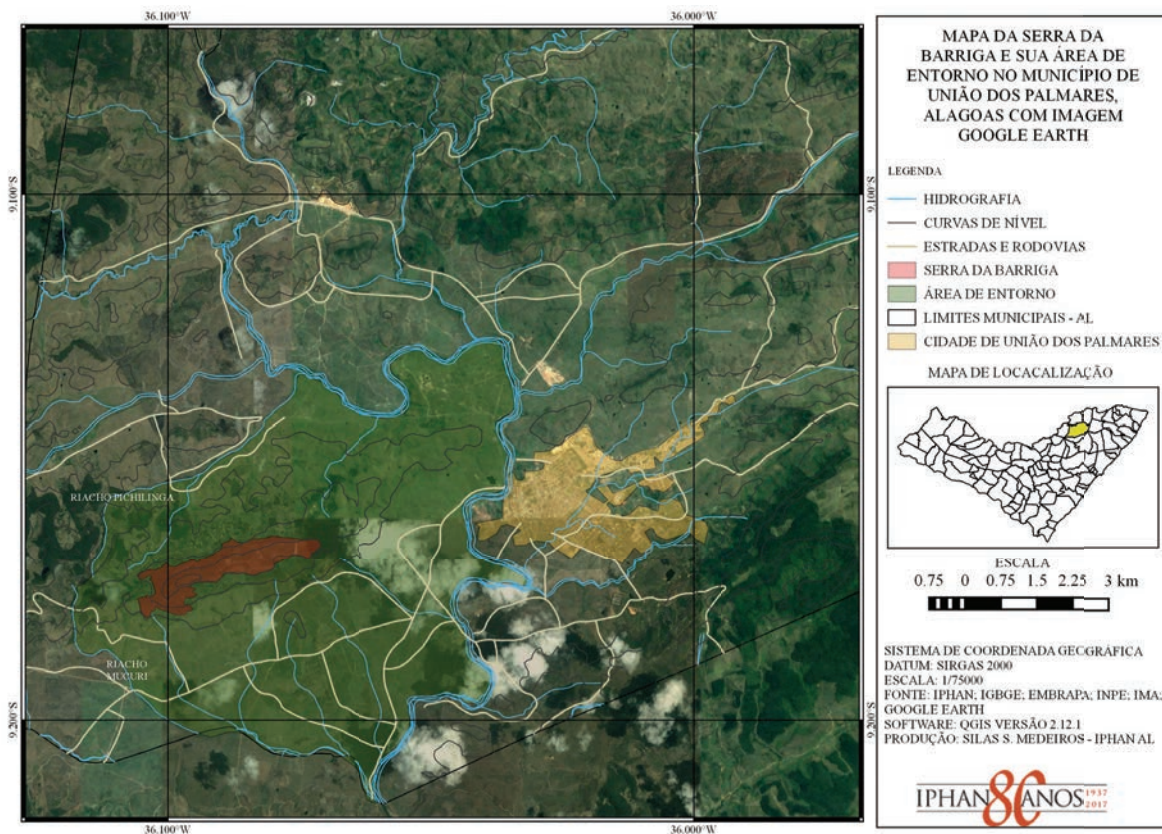 36.100°W
36.000°W
9.100°S
9.100°S
RIACHO PICHILINGA
RIACHO
MUCURI
9.200°S
9.200°S
36.100°W
36.000°W
MAPA DA SERRA DA
BARRIGA E SUA ÁREA DE
ENTORNO NO MUNICÍPIO DE
UNIÃO DOS PALMARES,
ALAGOAS COM IMAGEM
GOOGLE EARTH
LEGENDA
HIDROGRAFIA
CURVAS DE NÍVEL
ESTRADAS E RODOVIAS
SERRA DA BARRIGA
ÁREA DE ENTORNO
LIMITES MUNICIPAIS - AL
CIDADE DE UNIÃO DOS PALMARES
MAPA DE LOCACALIZAÇÃO
ESCALA
0.75 0 0.75 1.5 2.25 3 km
SISTEMA DE COORDENADA GEOGRÁFICA
DATUM: SIRGAS 2000
ESCALA: 1/75000
FONTE: IPHAN; IGBGE; EMBRAPA; INPE; IMA;
GOOGLE EARTH
SOFTWARE: QGIS VERSÃO 2.12.1
PRODUÇÃO: SILAS S. MEDEIROS - IPHAN AL
IPHAN 80 ANOS 1937
2017